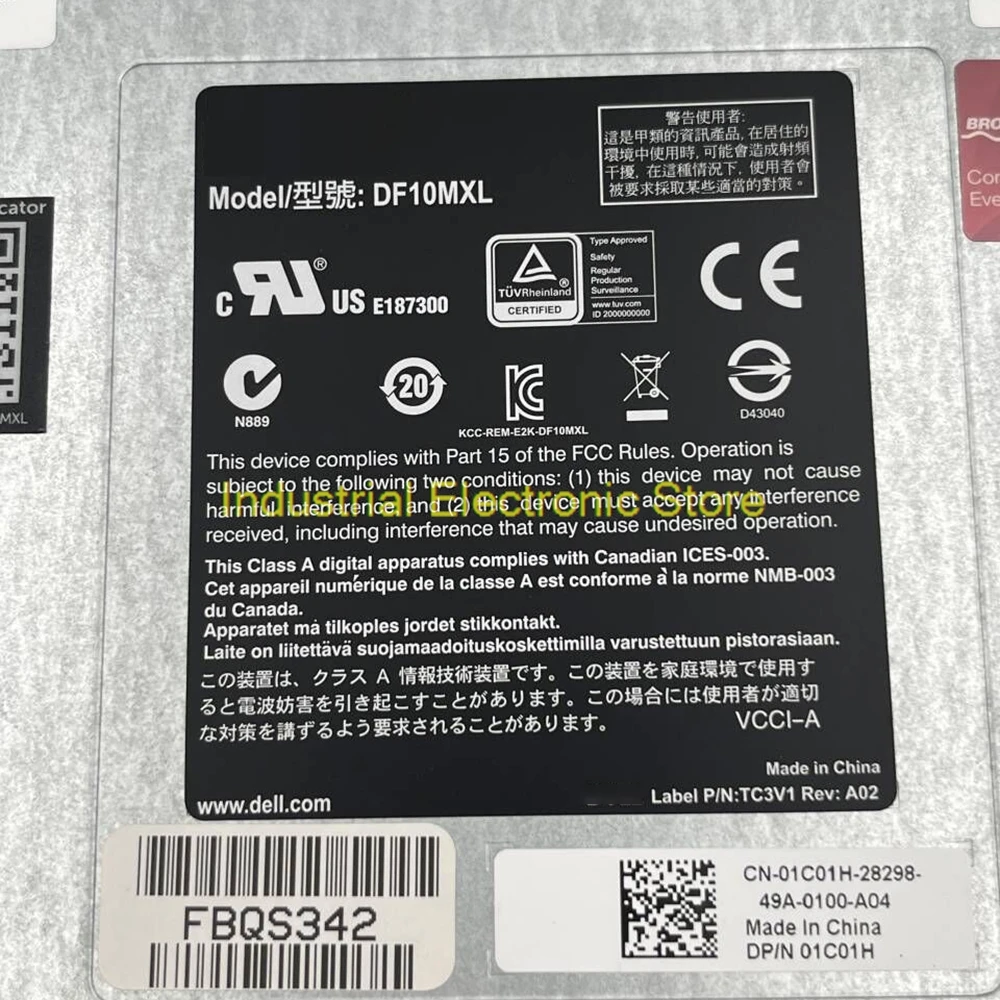 警告使用者:
這是甲類的資訊產品, 在居住的
環境中使用時, 可能會造成射頻
干擾, 在這種情況下, 使用者會
被要求採取某些適當的對策。
BRO
Cor
Eve
Model/型號: DF10MXL
cator
MXL
C RU® US E187300
TÜVRheinland®
CERTIFIED
Type Approved
Safety
Regular
Production
Surveillance
www.tuv.com
ID 2000000000
CE
N889
20
KCC-REM-E2K-DF10MXL
D43040
This device complies with Part 15 of the FCC Rules. Operation is
subject to the following two conditions: (1) this device may not cause
harmful interference, and (2) this device must accept any interference
received, including interference that may cause undesired operation.
Industrial Electronic Store
This Class A digital apparatus complies with Canadian ICES-003.
Cet appareil numérique de la classe A est conforme à la norme NMB-003
du Canada.
Apparatet må tilkoples jordet stikkontakt.
Laite on liitettävä suojamaadoituskoskettimilla varustettuun pistorasiaan.
この装置は、クラス A 情報技術装置です。この装置を家庭環境で使用す
ると電波妨害を引き起こすことがあります。この場合には使用者が適切
な対策を講ずるよう要求されることがあります。 VCCI-A
Made in China
www.dell.com
Label P/N:TC3V1 Rev: A02
FBQS342
CN-01C01H-28298-
49A-0100-A04
Made In China
DP/N 01C01H